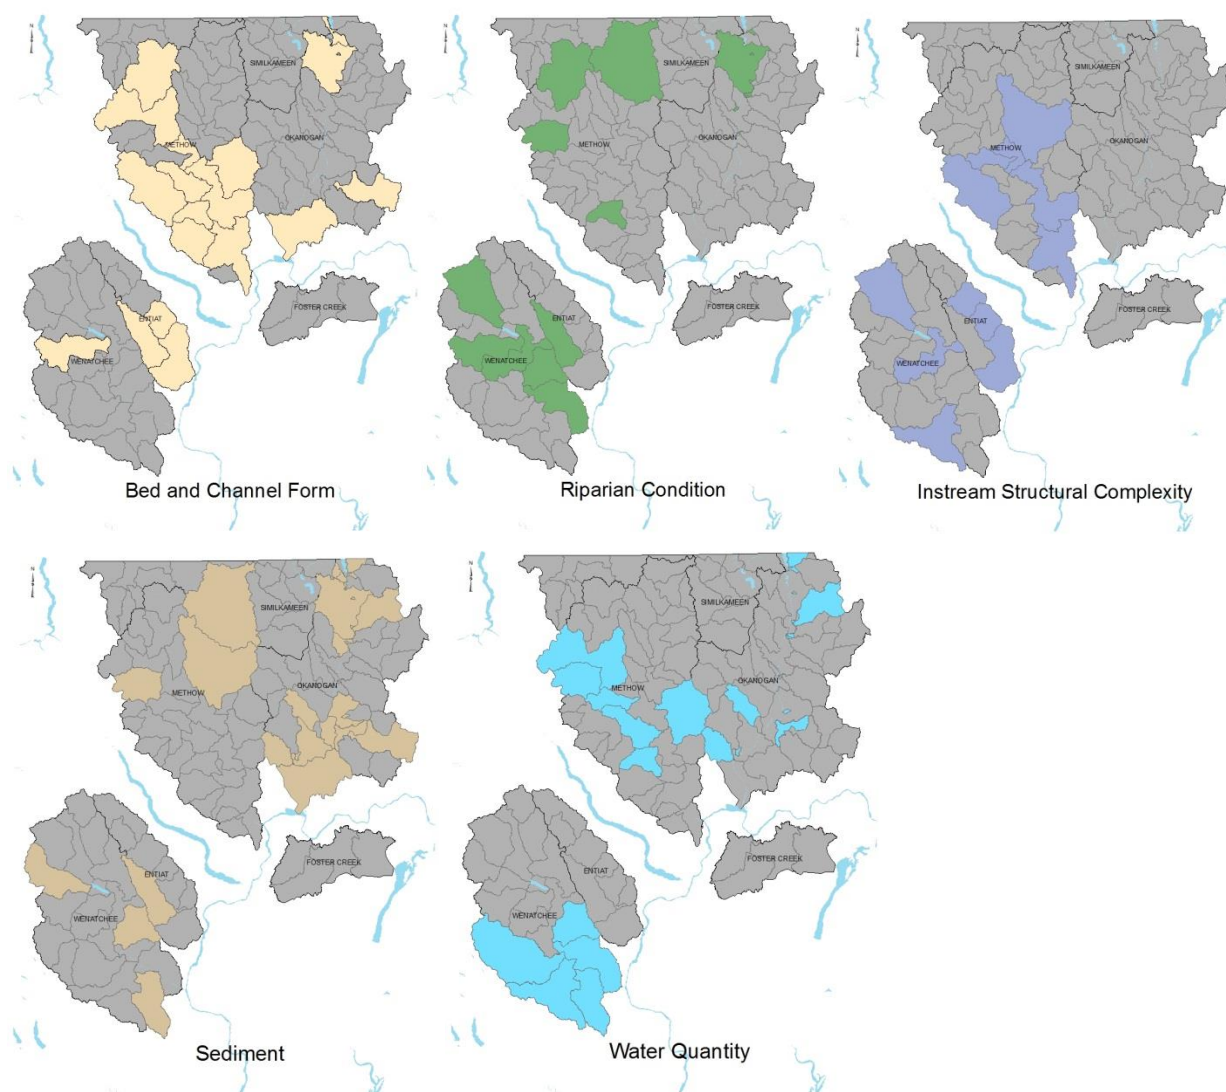 N
SIMILKAMEEN
OKANOGAN
METHOW
ENTIAT
WENATCHEE
Bed and Channel Form
N
SIMILKAMEEN
OKANOGAN
METHOW
FOSTER CREEK
ENTIAT
WENATCHEE
Riparian Condition
N
SIMILKAMEEN
OKANOGAN
METHOW
FOSTER CREEK
ENTIAT
WENATCHEE
Instream Structural Complexity
N
SIMILKAMEEN
OKANOGAN
METHOW
FOSTER CREEK
ENTIAT
WENATCHEE
Sediment
N
SIMILKAMEEN
OKANOGAN
METHOW
FOSTER CREEK
ENTIAT
WENATCHEE
Water Quantity